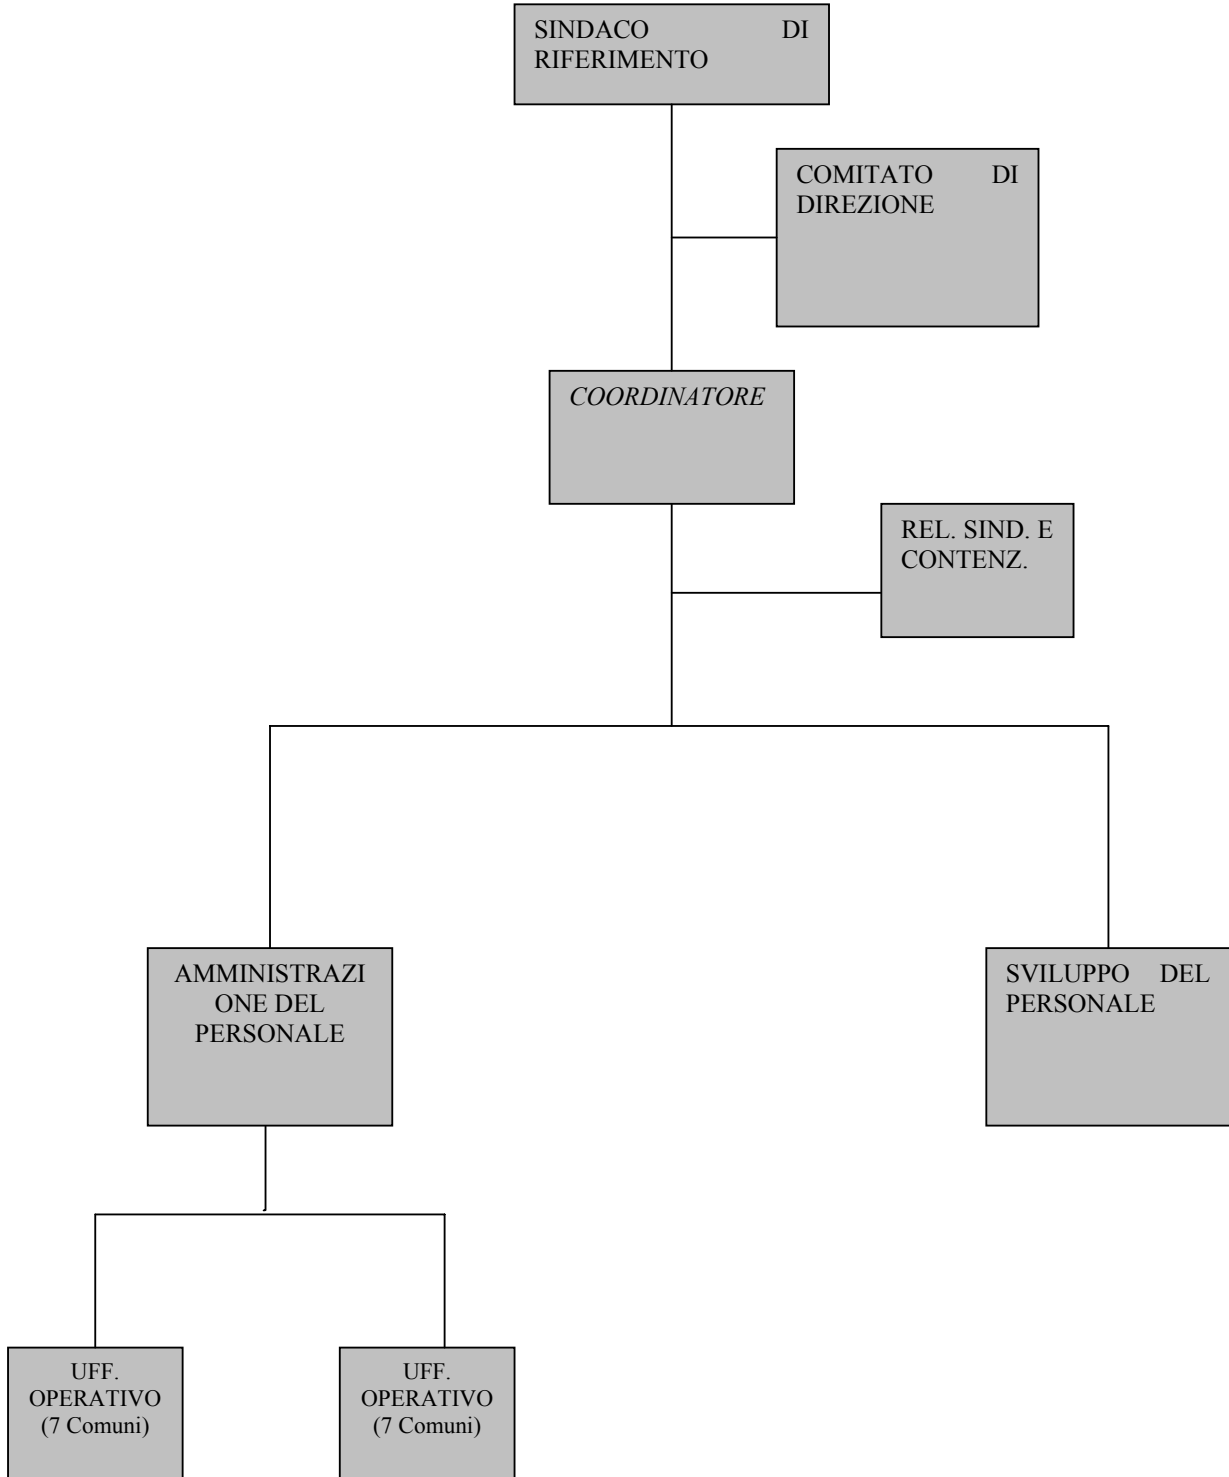 SINDACO DI
RIFERIMENTO
COMITATO DI
DIREZIONE
COORDINATORE
REL. SIND. E
CONTENZ.
AMMINISTRAZI
ONE DEL
PERSONALE
SVILUPPO DEL
PERSONALE
UFF.
OPERATIVO
(7 Comuni)
UFF.
OPERATIVO
(7 Comuni)